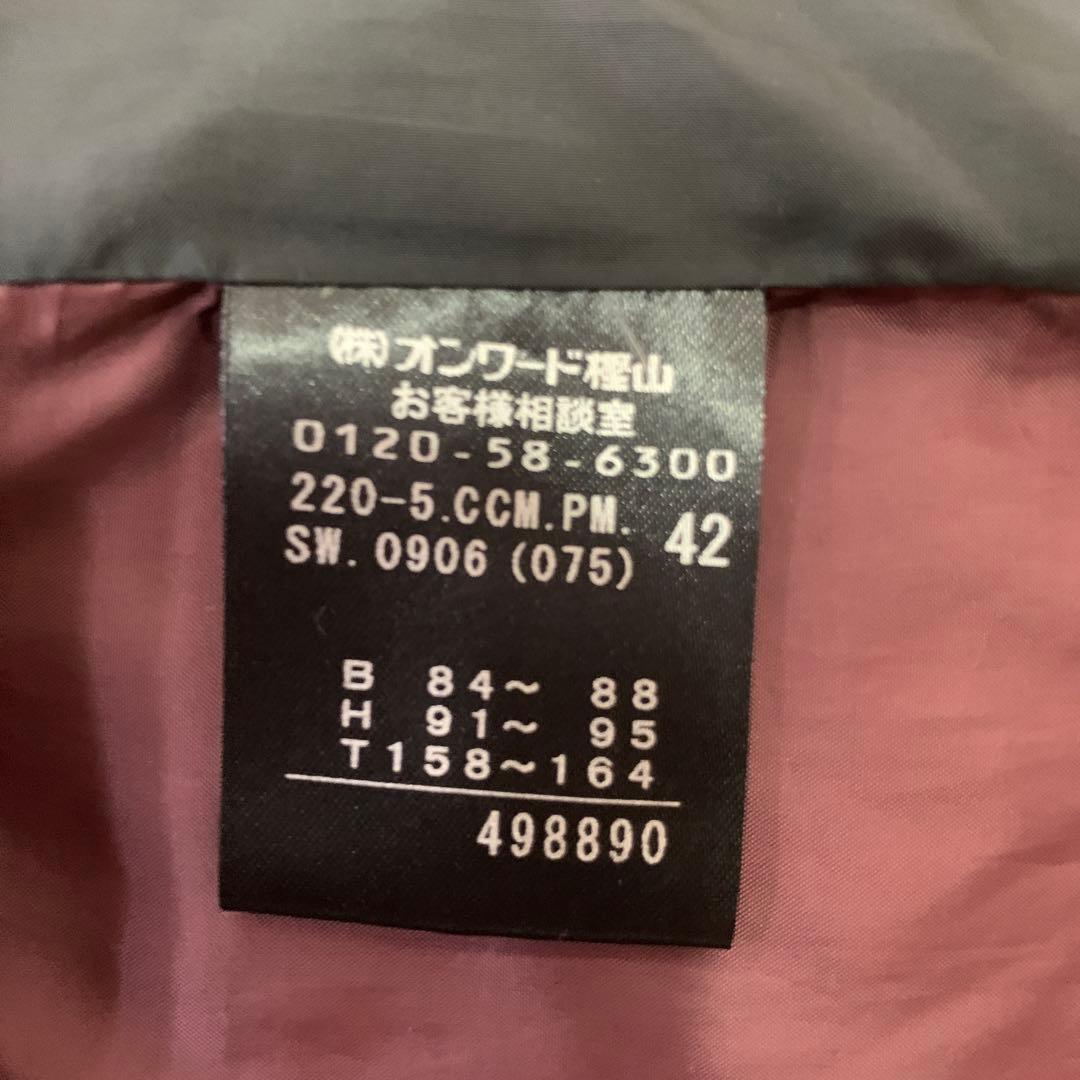 (株)オンワード樫山
お客様相談室
0120-58-6300
220-5.CCM.PM. 42
SW. 0906 (075)
B 84~ 88
H 91~ 95
T158~164
498890